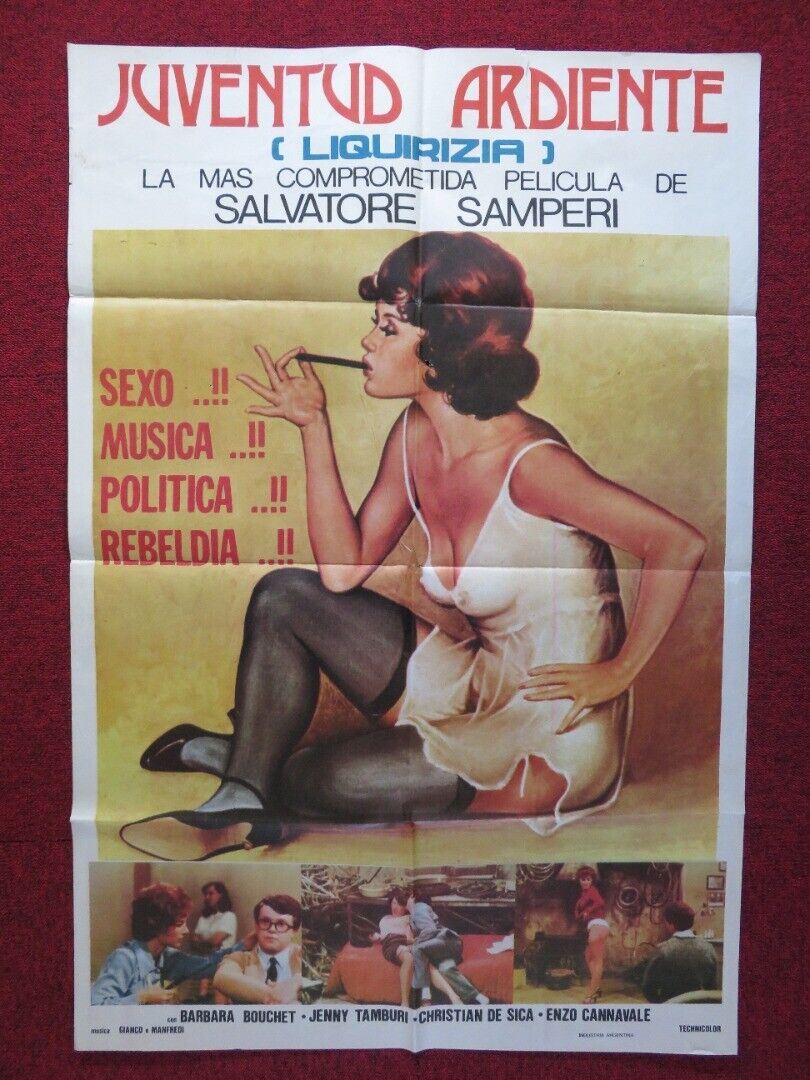 JUVENTUD ARDIENTE
( LIQUIRIZIA )
LA MAS COMPROMETIDA PELICULA DE
SALVATORE SAMPERI
SEXO ..!!
MUSICA ..!!
POLITICA ..!!
REBELDIA ..!!
con BARBARA BOUCHET • JENNY TAMBURI • CHRISTIAN DE SICA • ENZO CANNAVALE
musica GIANCO e MANFREDI INDUSTRIA ARGENTINA TECHNICOLOR